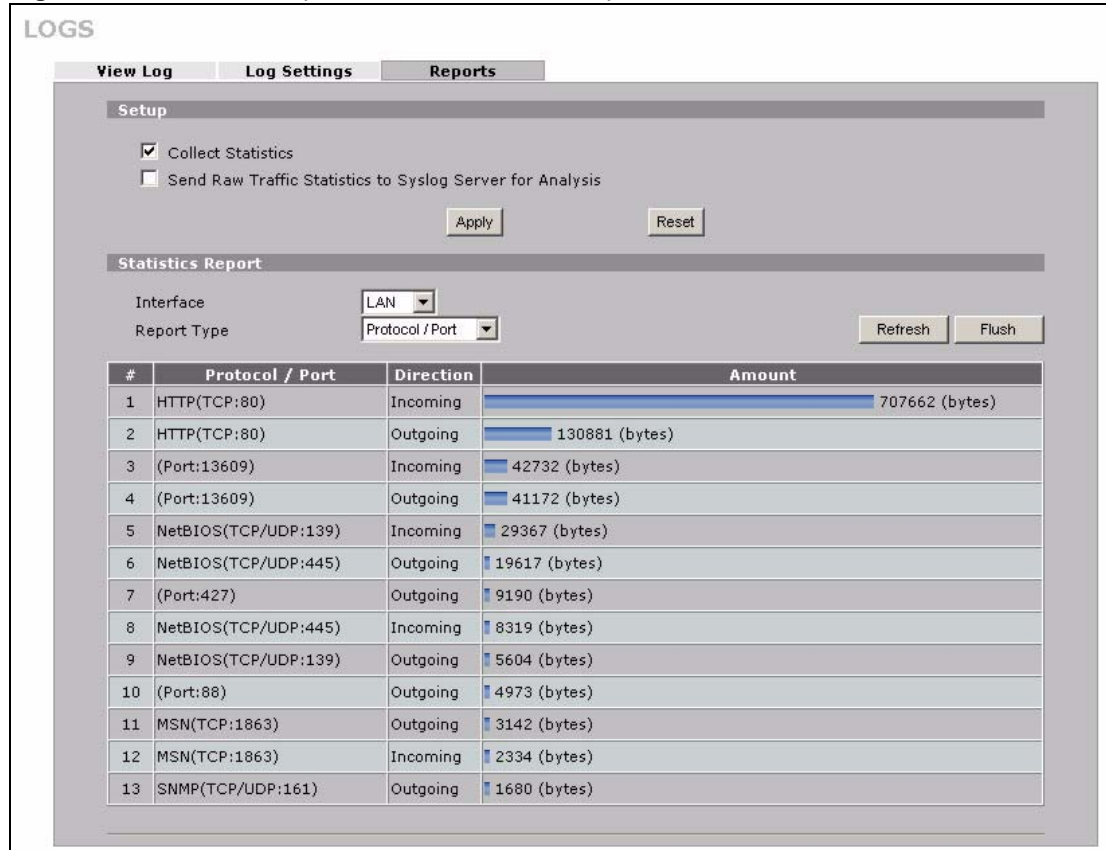 LOGS
View Log Log Settings Reports
Setup
Collect Statistics
Send Raw Traffic Statistics to Syslog Server for Analysis
Apply Reset
Statistics Report
Interface LAN
Report Type Protocol / Port Refresh Flush
# Protocol / Port Direction Amount
1 HTTP(TCP:80) Incoming 707662 (bytes)
2 HTTP(TCP:80) Outgoing 130881 (bytes)
3 (Port:13609) Incoming 42732 (bytes)
4 (Port:13609) Outgoing 41172 (bytes)
5 NetBIOS(TCP/UDP:139) Incoming 29367 (bytes)
6 NetBIOS(TCP/UDP:445) Outgoing 19617 (bytes)
7 (Port:427) Outgoing 9190 (bytes)
8 NetBIOS(TCP/UDP:445) Incoming 8319 (bytes)
9 NetBIOS(TCP/UDP:139) Outgoing 5604 (bytes)
10 (Port:88) Outgoing 4973 (bytes)
11 MSN(TCP:1863) Outgoing 3142 (bytes)
12 MSN(TCP:1863) Incoming 2334 (bytes)
13 SNMP(TCP/UDP:161) Outgoing 1680 (bytes)